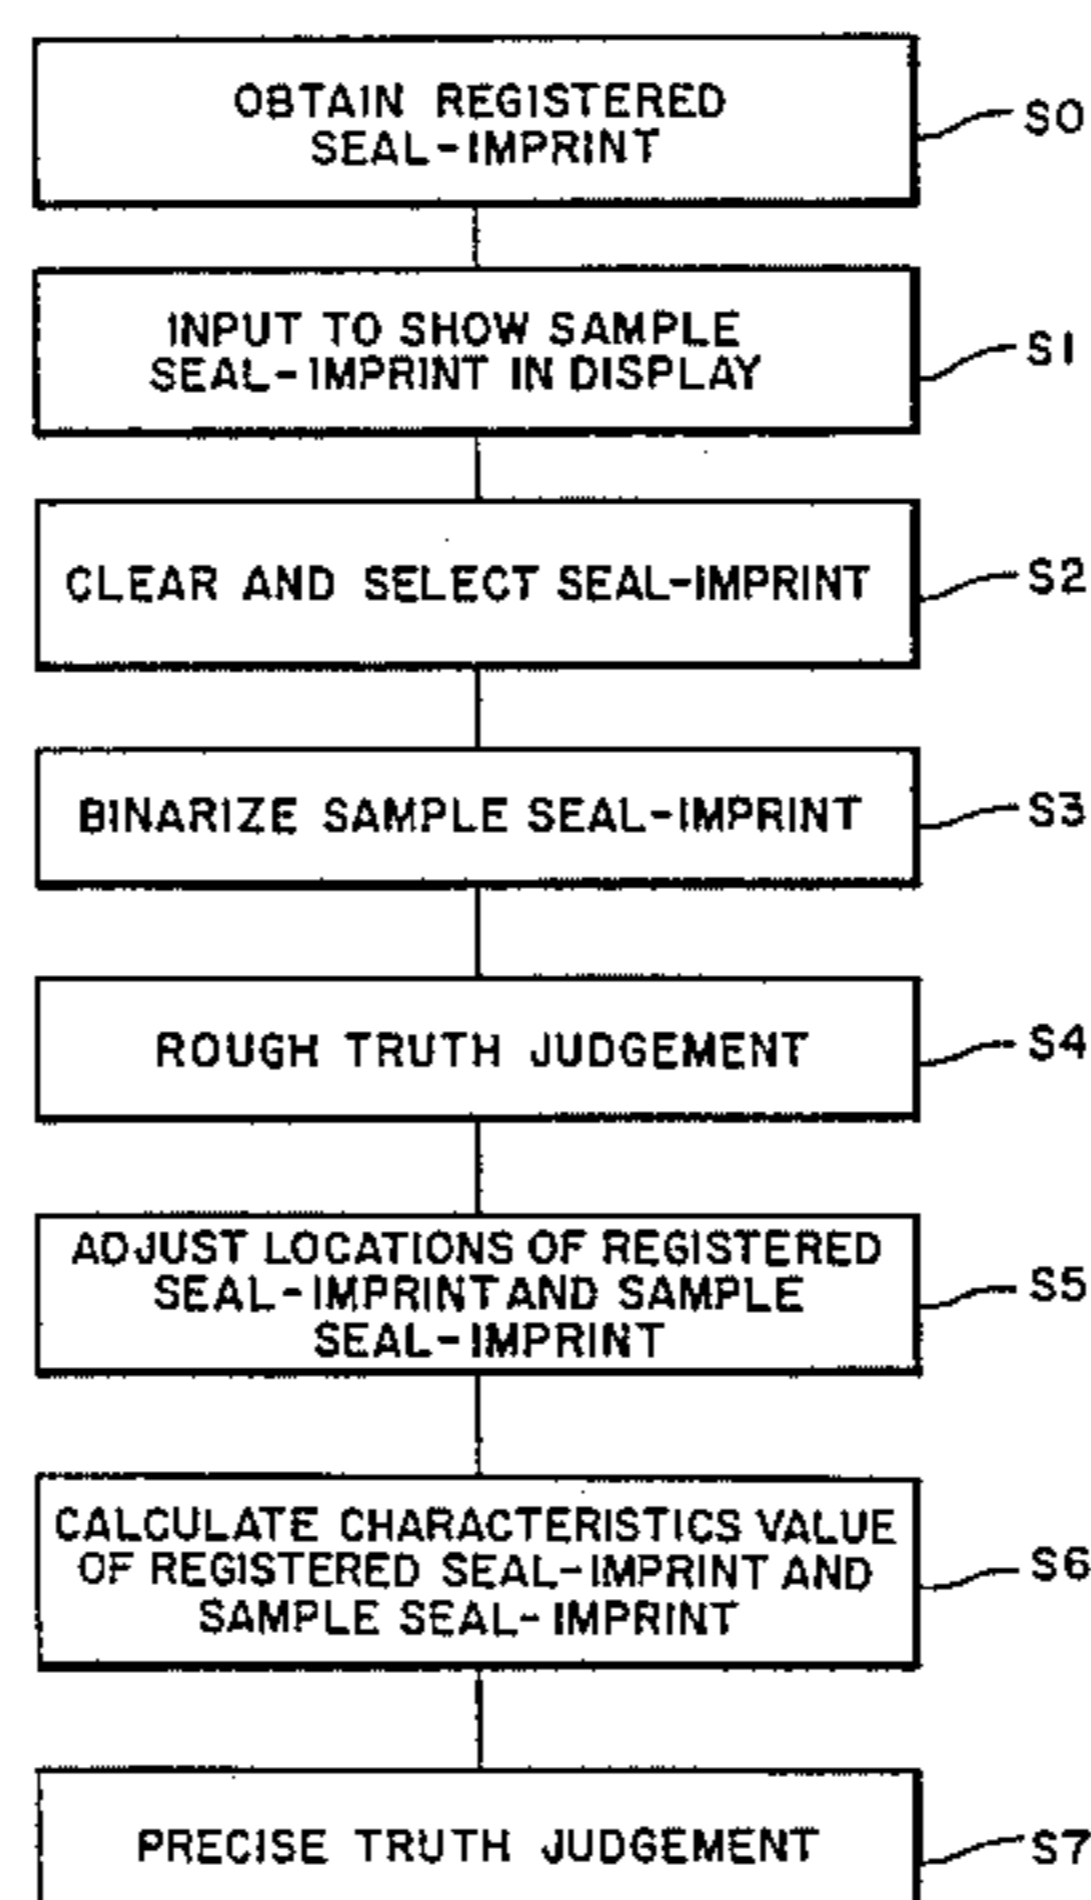 OBTAIN REGISTERED
SEAL-IMPRINT
S0
INPUT TO SHOW SAMPLE
SEAL-IMPRINT IN DISPLAY
S1
CLEAR AND SELECT SEAL-IMPRINT
S2
BINARIZE SAMPLE SEAL-IMPRINT
S3
ROUGH TRUTH JUDGEMENT
S4
ADJUST LOCATIONS OF REGISTERED
SEAL-IMPRINT AND SAMPLE
SEAL-IMPRINT
S5
CALCULATE CHARACTERISTICS VALUE
OF REGISTERED SEAL-IMPRINT AND
SAMPLE SEAL-IMPRINT
S6
PRECISE TRUTH JUDGEMENT
S7